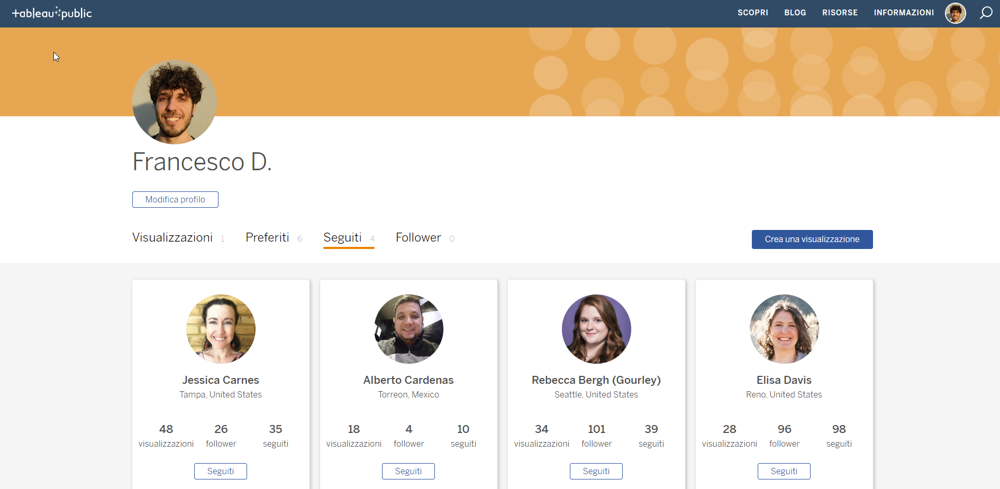 tableau public
SCOPRI BLOG RISORSE INFORMAZIONI
Francesco D.
Modifica profilo
Visualizzazioni 1 Preferiti 6 Seguiti 4 Follower 0
Crea una visualizzazione
Jessica Carnes
Tampa, United States
48 26 35
visualizzazioni follower seguiti
Seguiti
Alberto Cardenas
Torreon, Mexico
18 4 10
visualizzazioni follower seguiti
Seguiti
Rebecca Bergh (Gourley)
Seattle, United States
34 101 39
visualizzazioni follower seguiti
Seguiti
Elisa Davis
Reno, United States
28 96 98
visualizzazioni follower seguiti
Seguiti